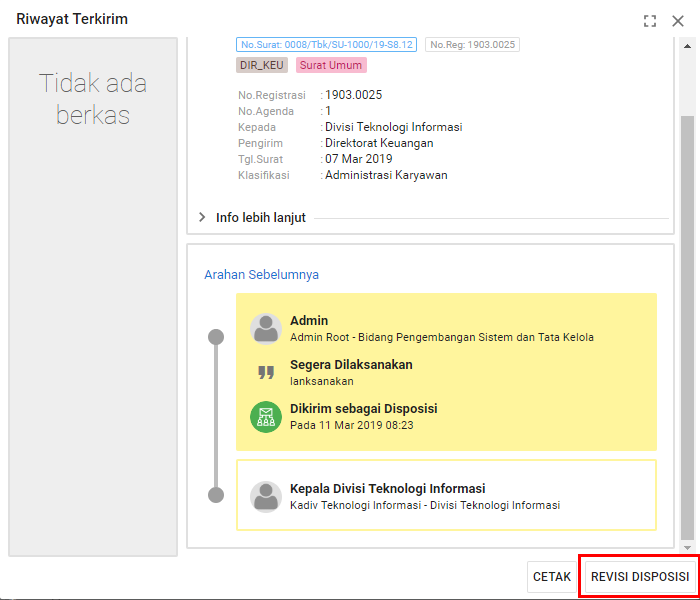 Riwayat Terkirim
Tidak ada
berkas
No.Surat: 0008/Tbk/SU-1000/19-S8.12 No.Reg: 1903.0025
DIR_KEU Surat Umum
No.Registrasi : 1903.0025
No.Agenda : 1
Kepada : Divisi Teknologi Informasi
Pengirim : Direktorat Keuangan
Tgl.Surat : 07 Mar 2019
Klasifikasi : Administrasi Karyawan
Info lebih lanjut
Arahan Sebelumnya
Admin
Admin Root - Bidang Pengembangan Sistem dan Tata Kelola
Segera Dilaksanakan
lanksanakan
Dikirim sebagai Disposisi
Pada 11 Mar 2019 08:23
Kepala Divisi Teknologi Informasi
Kadiv Teknologi Informasi - Divisi Teknologi Informasi
CETAK REVISI DISPOSISI